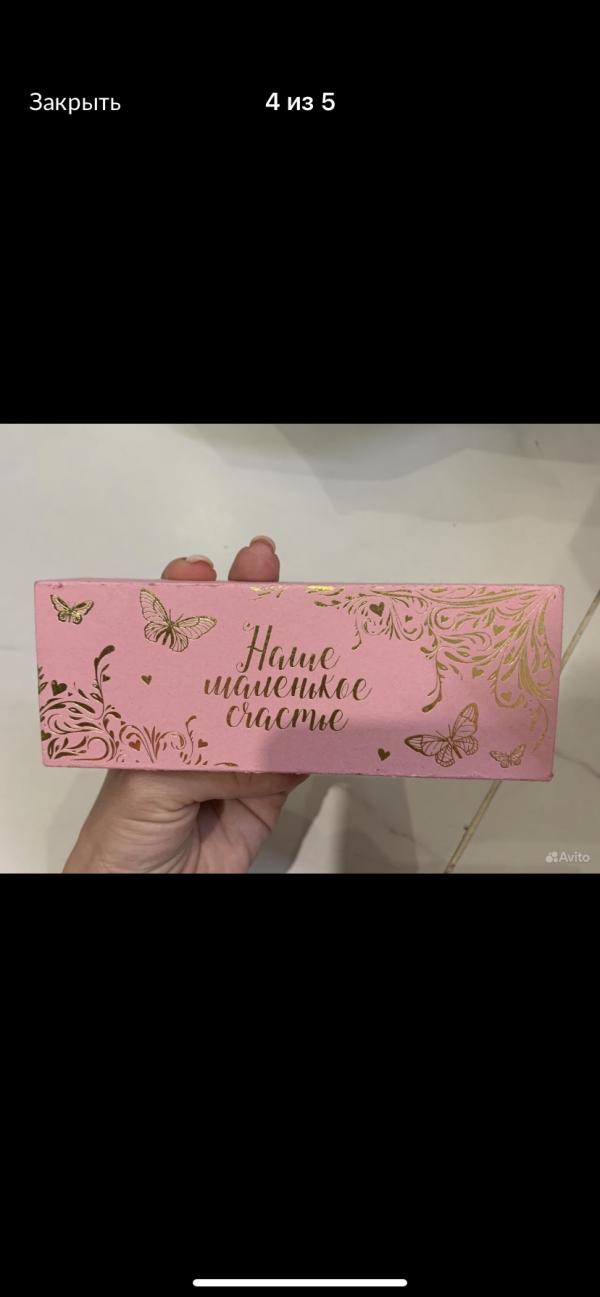 Закрыть
4 из 5
Наше
маленькое
счастье
Avito